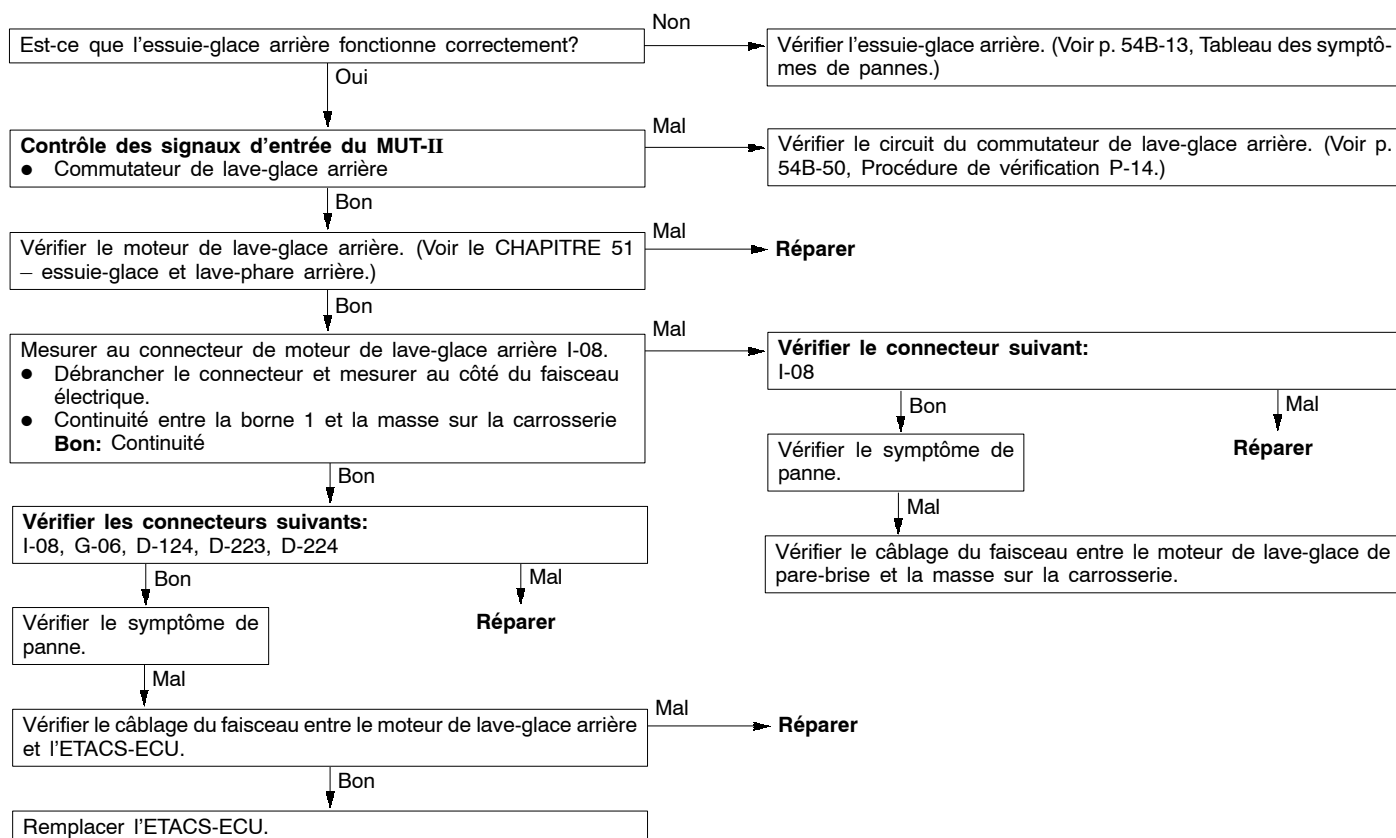 Est-ce que l'essuie-glace arrière fonctionne correctement?
Non
Vérifier l'essuie-glace arrière. (Voir p. 54B-13, Tableau des symptô-
mes de pannes.)
Oui
Contrôle des signaux d'entrée du MUT-II
● Commutateur de lave-glace arrière
Mal
Vérifier le circuit du commutateur de lave-glace arrière. (Voir p.
54B-50, Procédure de vérification P-14.)
Bon
Vérifier le moteur de lave-glace arrière. (Voir le CHAPITRE 51
– essuie-glace et lave-phare arrière.)
Mal
Réparer
Bon
Mesurer au connecteur de moteur de lave-glace arrière I-08.
● Débrancher le connecteur et mesurer au côté du faisceau
électrique.
● Continuité entre la borne 1 et la masse sur la carrosserie
Bon: Continuité
Mal
Vérifier le connecteur suivant:
I-08
Bon
Mal
Vérifier le symptôme de
panne.
Réparer
Mal
Vérifier le câblage du faisceau entre le moteur de lave-glace de
pare-brise et la masse sur la carrosserie.
Bon
Vérifier les connecteurs suivants:
I-08, G-06, D-124, D-223, D-224
Bon
Mal
Vérifier le symptôme de
panne.
Réparer
Mal
Vérifier le câblage du faisceau entre le moteur de lave-glace arrière
et l'ETACS-ECU.
Mal
Réparer
Bon
Remplacer l'ETACS-ECU.